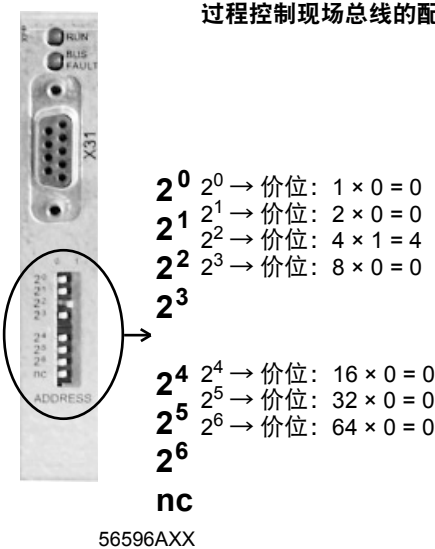 过程控制现场总线的配
RUN
BUS
FAULT
X31
0 1
2⁰
2¹
2²
2³
2⁴
2⁵
2⁶
nc
ADDRESS
2⁰ 2⁰ → 价位：1 × 0 = 0
2¹ 2¹ → 价位：2 × 0 = 0
2² 2² → 价位：4 × 1 = 4
2³ 2³ → 价位：8 × 0 = 0
2⁴ 2⁴ → 价位：16 × 0 = 0
2⁵ 2⁵ → 价位：32 × 0 = 0
2⁶ 2⁶ → 价位：64 × 0 = 0
nc
56596AXX